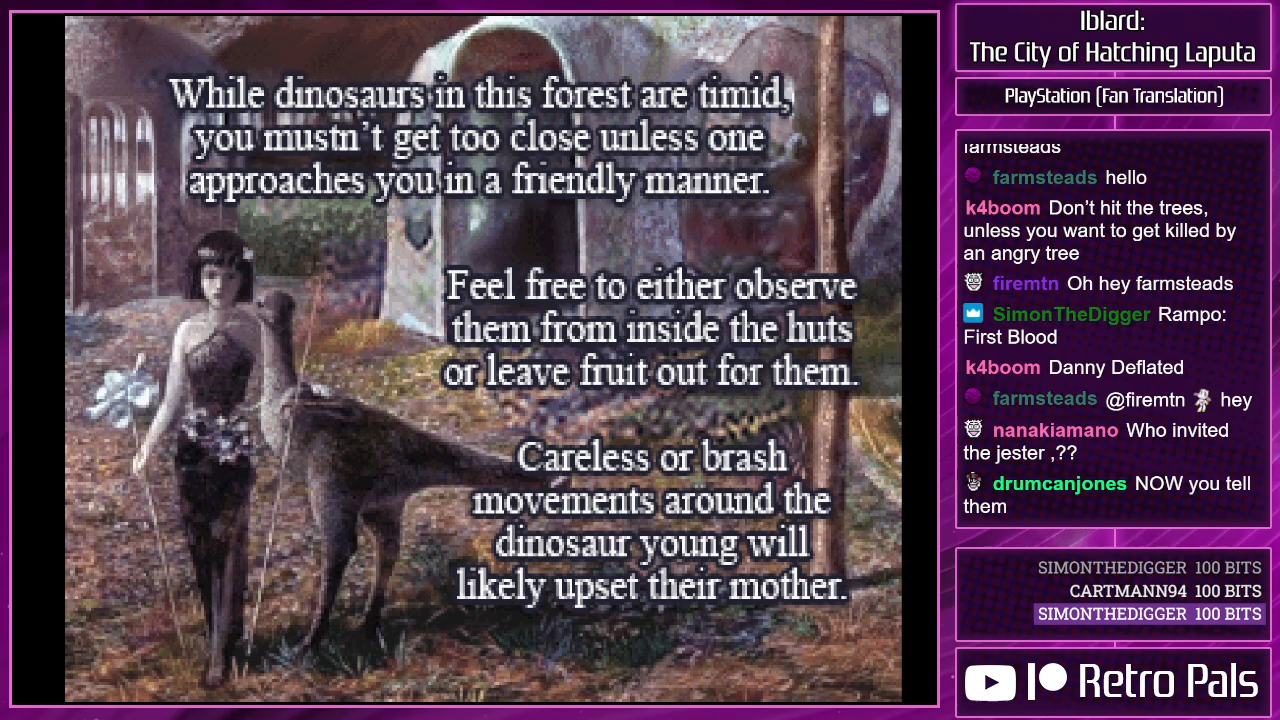 While dinosaurs in this forest are timid,
you mustn't get too close unless one
approaches you in a friendly manner.
Feel free to either observe
them from inside the huts
or leave fruit out for them.
Careless or brash
movements around the
dinosaur young will
likely upset their mother.
Iblard:
The City of Hatching Laputa
PlayStation (Fan Translation)
farmsteads
farmsteads hello
k4boom Don't hit the trees,
unless you want to get killed by
an angry tree
firemtn Oh hey farmsteads
SimonTheDigger Rampo:
First Blood
k4boom Danny Deflated
farmsteads @firemtn hey
nanakiamano Who invited
the jester ,??
drumcanjones NOW you tell
them
SIMONTHEDIGGER 100 BITS
CARTMANN94 100 BITS
SIMONTHEDIGGER 100 BITS
Retro Pals